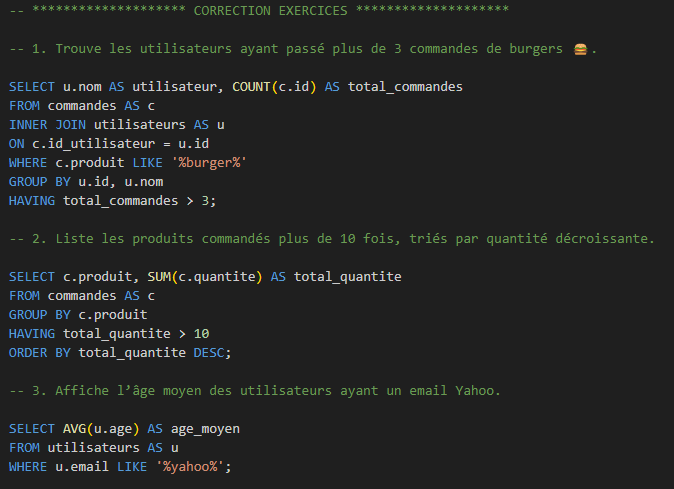 -- ******************** CORRECTION EXERCICES ********************
-- 1. Trouve les utilisateurs ayant passé plus de 3 commandes de burgers 🍔.
SELECT u.nom AS utilisateur, COUNT(c.id) AS total_commandes
FROM commandes AS c
INNER JOIN utilisateurs AS u
ON c.id_utilisateur = u.id
WHERE c.produit LIKE '%burger%'
GROUP BY u.id, u.nom
HAVING total_commandes > 3;
-- 2. Liste les produits commandés plus de 10 fois, triés par quantité décroissante.
SELECT c.produit, SUM(c.quantite) AS total_quantite
FROM commandes AS c
GROUP BY c.produit
HAVING total_quantite > 10
ORDER BY total_quantite DESC;
-- 3. Affiche l’âge moyen des utilisateurs ayant un email Yahoo.
SELECT AVG(u.age) AS age_moyen
FROM utilisateurs AS u
WHERE u.email LIKE '%yahoo%';